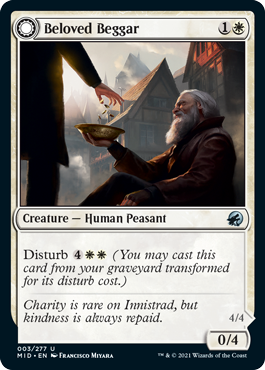 Beloved Beggar 1
Creature — Human Peasant
Disturb 4 (You may cast this
card from your graveyard transformed
for its disturb cost.)
Charity is rare on Innistrad, but
kindness is always repaid.
4/4
0/4
003/277 U
MID • EN Francisco Miyara
™ & © 2021 Wizards of the Coast